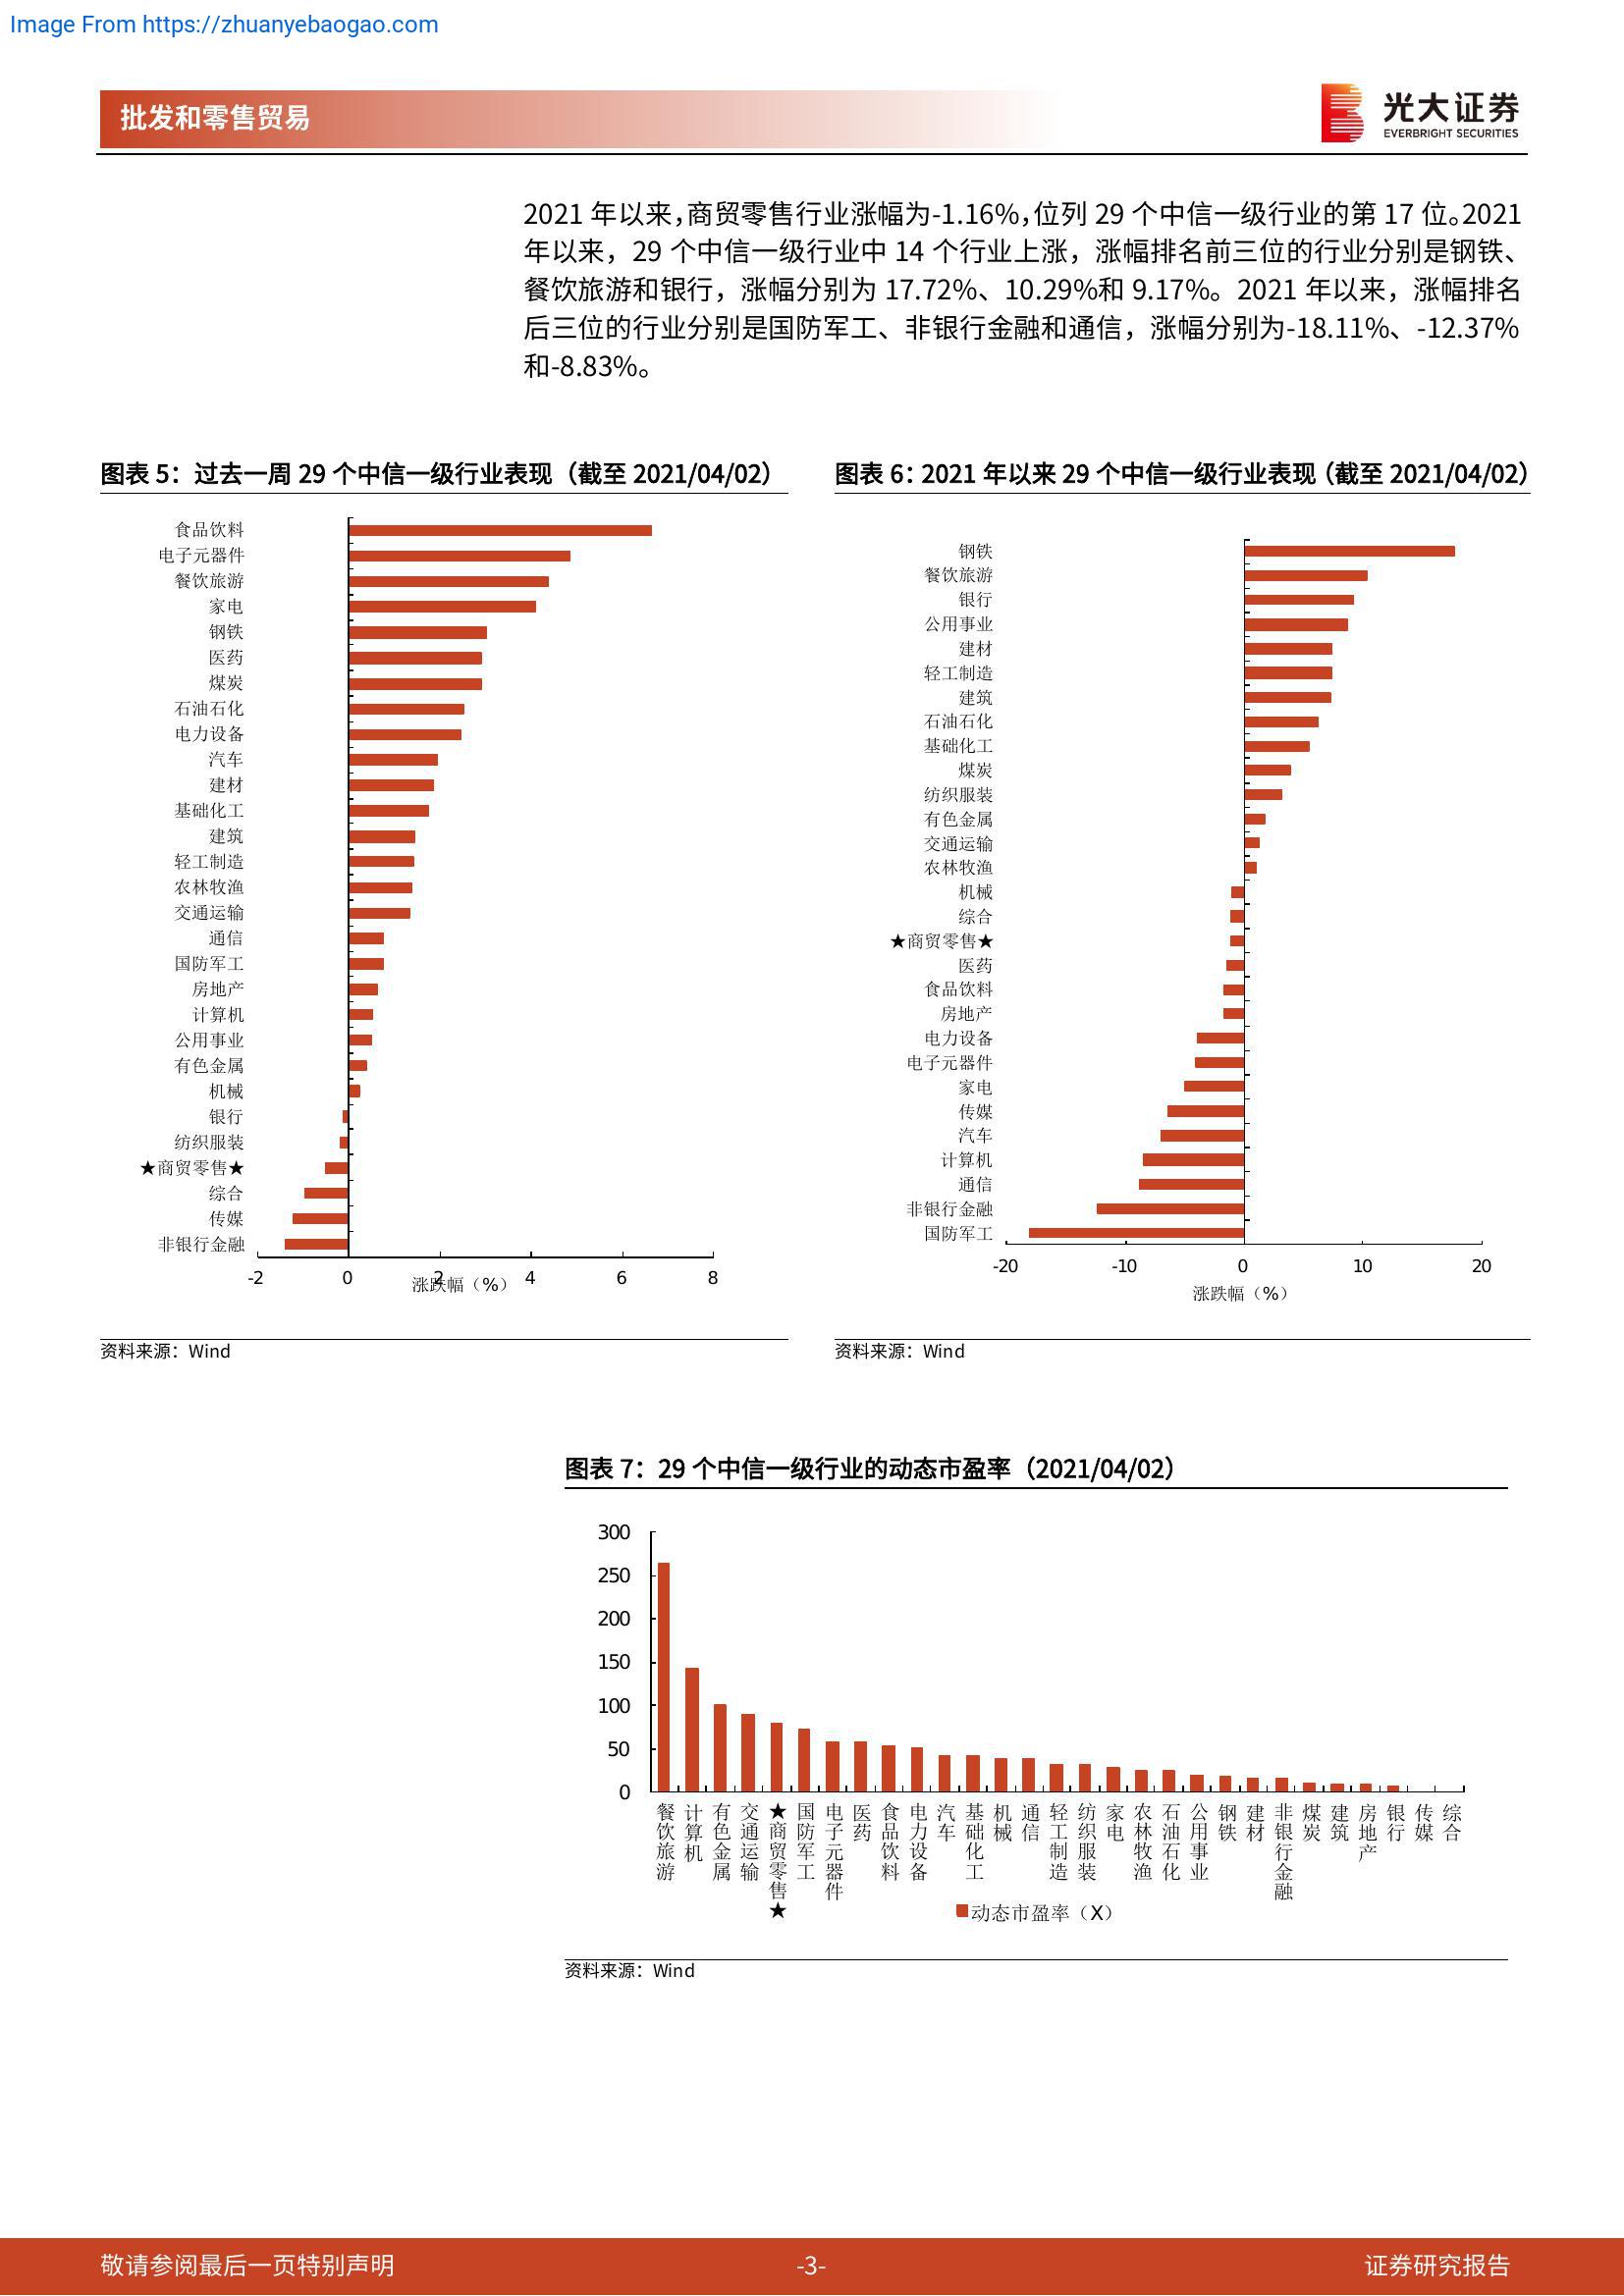 Image From https://zhuanyebaogao.com
批发和零售贸易
光大证券
EVERBRIGHT SECURITIES
2021 年以来，商贸零售行业涨幅为-1.16%，位列 29 个中信一级行业的第 17 位。2021
年以来，29 个中信一级行业中 14 个行业上涨，涨幅排名前三位的行业分别是钢铁、
餐饮旅游和银行，涨幅分别为 17.72%、10.29%和 9.17%。2021 年以来，涨幅排名
后三位的行业分别是国防军工、非银行金融和通信，涨幅分别为-18.11%、-12.37%
和-8.83%。
图表 5：过去一周 29 个中信一级行业表现（截至 2021/04/02）
食品饮料
电子元器件
餐饮旅游
家电
钢铁
医药
煤炭
石油石化
电力设备
汽车
建材
基础化工
建筑
轻工制造
农林牧渔
交通运输
通信
国防军工
房地产
计算机
公用事业
有色金属
机械
银行
纺织服装
★商贸零售★
综合
传媒
非银行金融
-2 0 2 4 6 8
涨跌幅（%）
资料来源：Wind
图表 6：2021 年以来 29 个中信一级行业表现（截至 2021/04/02）
钢铁
餐饮旅游
银行
公用事业
建材
轻工制造
建筑
石油石化
基础化工
煤炭
纺织服装
有色金属
交通运输
农林牧渔
机械
综合
★商贸零售★
医药
食品饮料
房地产
电力设备
电子元器件
家电
传媒
汽车
计算机
通信
非银行金融
国防军工
-20 -10 0 10 20
涨跌幅（%）
资料来源：Wind
图表 7：29 个中信一级行业的动态市盈率（2021/04/02）
300
250
200
150
100
50
0
餐饮旅游
计算机
有色金属
交通运输
★商贸零售★
国防军工
电子元器件
医药
食品饮料
电力设备
汽车
基础化工
机械
通信
轻工制造
纺织服装
家电
农林牧渔
石油石化
公用事业
钢铁
建材
非银行金融
煤炭
建筑
房地产
银行
传媒
综合
动态市盈率（X）
资料来源：Wind
敬请参阅最后一页特别声明
-3-
证券研究报告